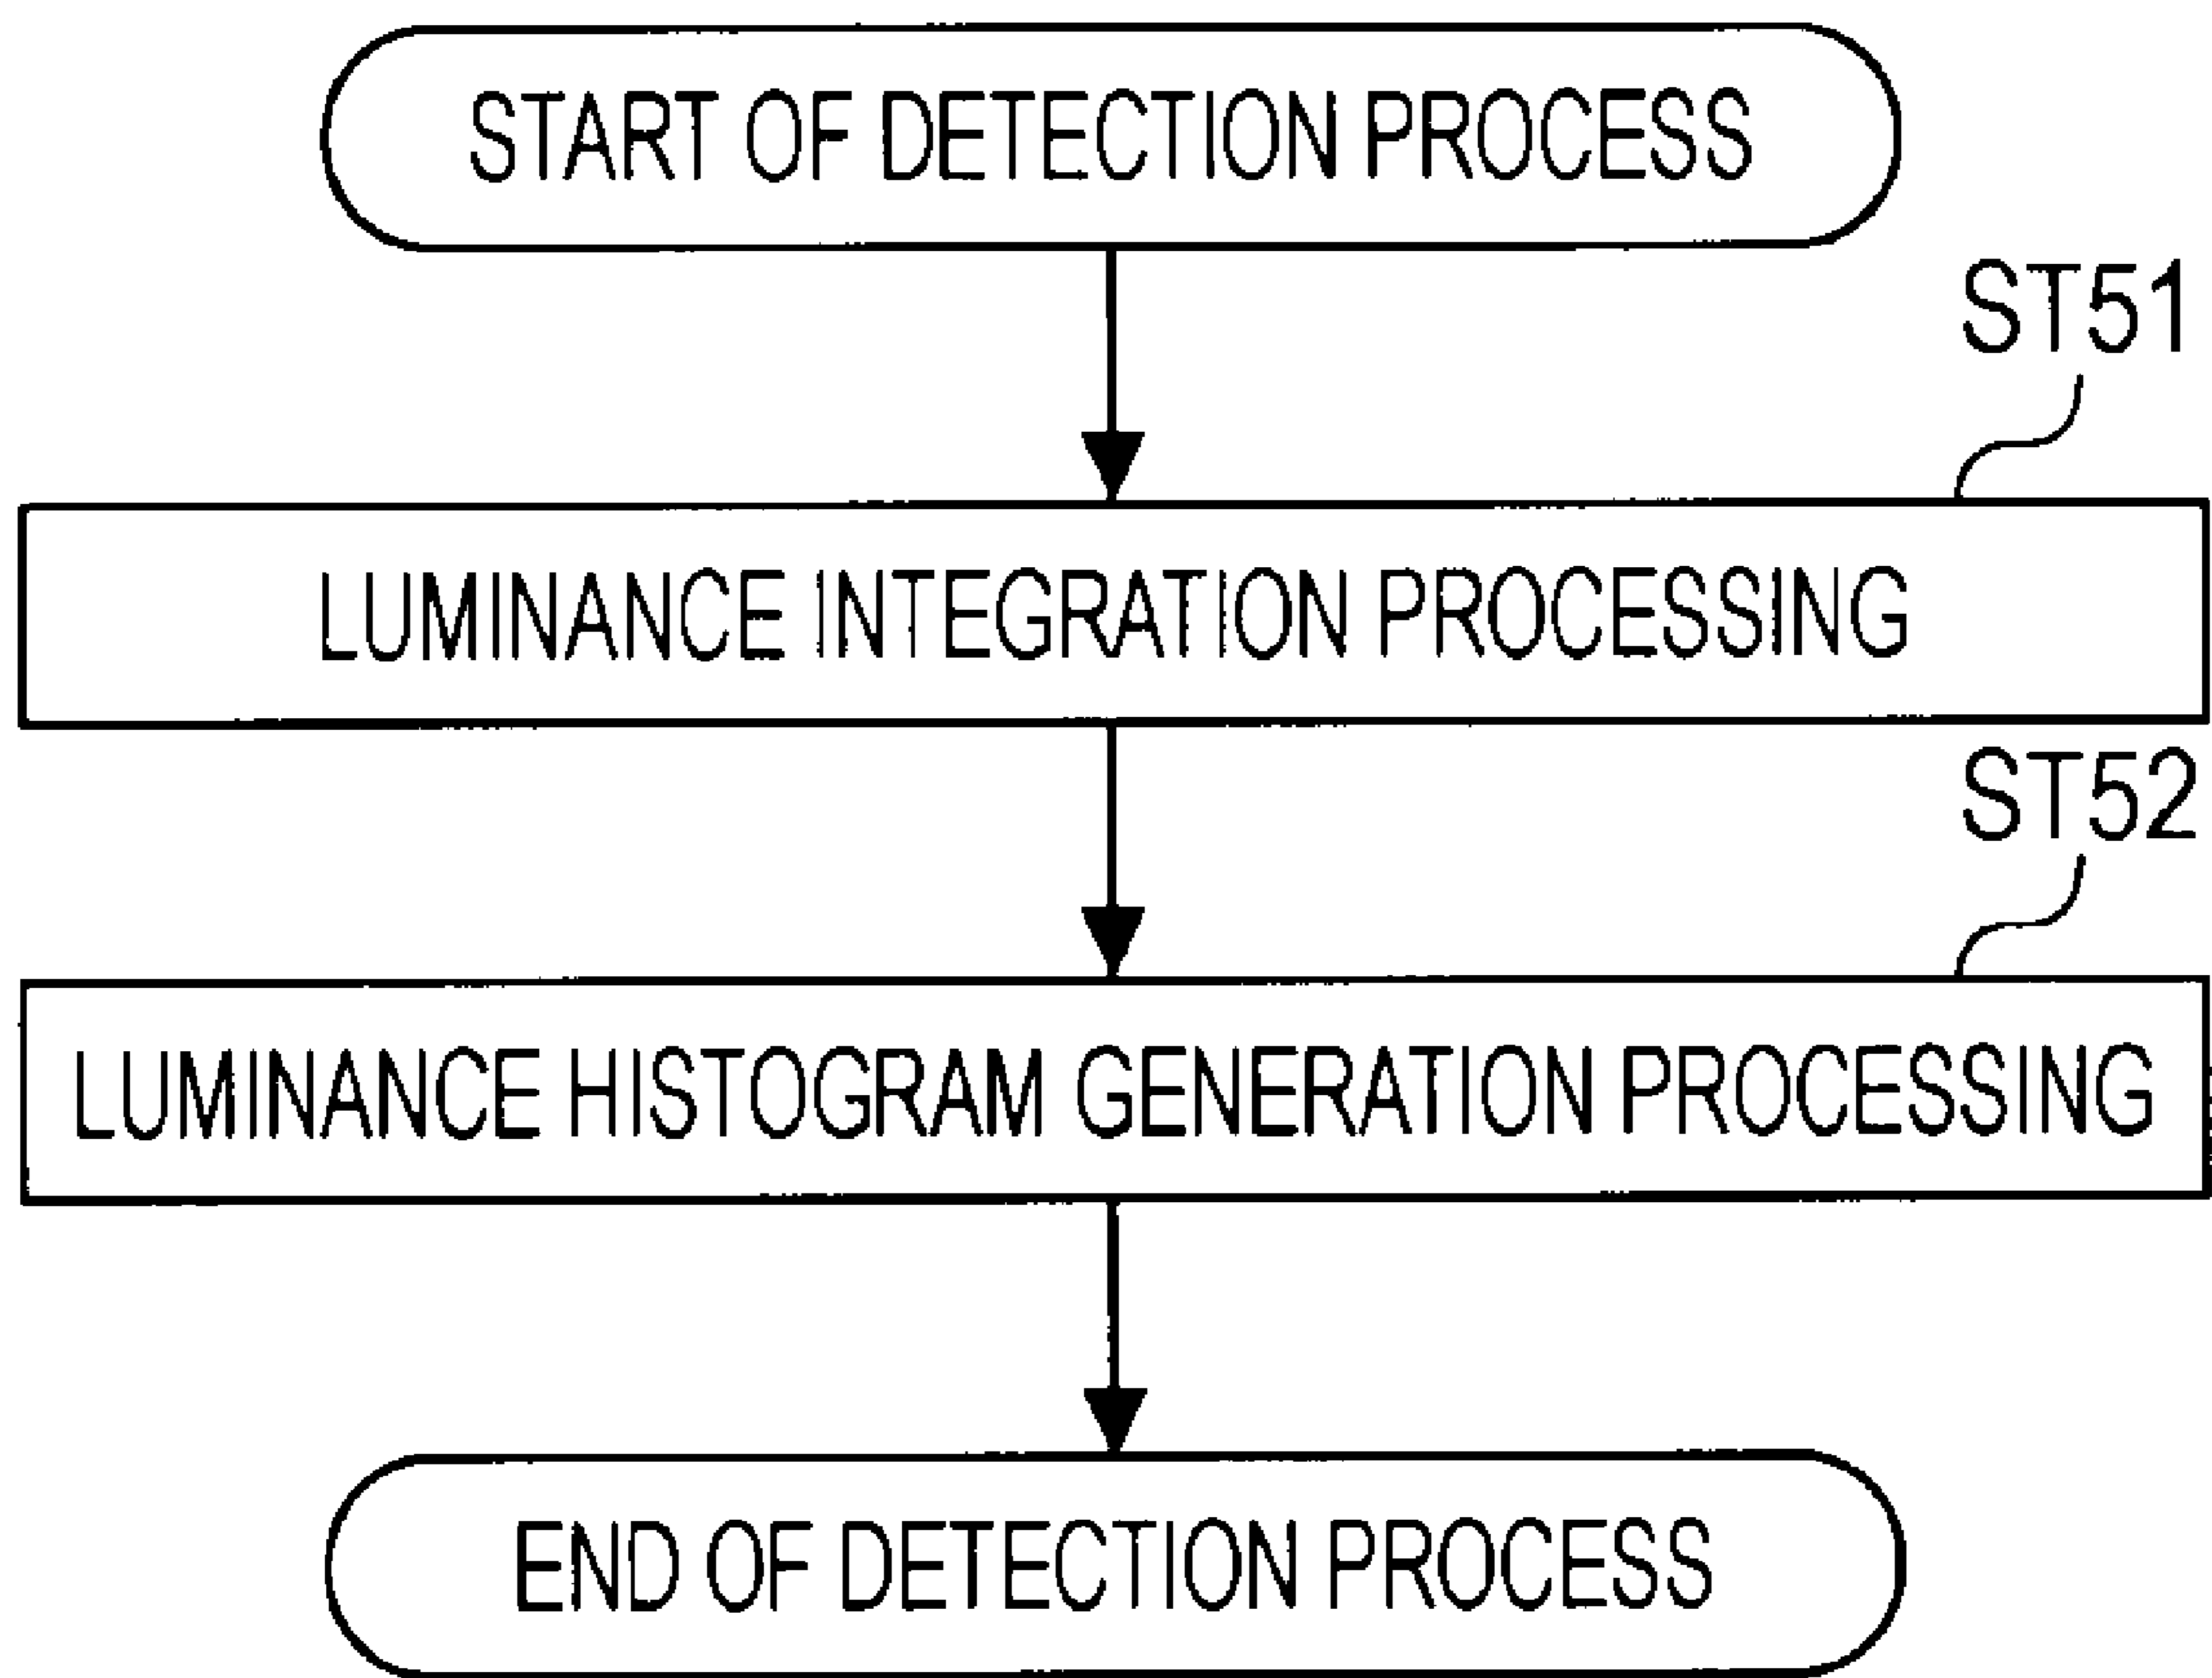 START OF DETECTION PROCESS
ST51
LUMINANCE INTEGRATION PROCESSING
ST52
LUMINANCE HISTOGRAM GENERATION PROCESSING
END OF DETECTION PROCESS